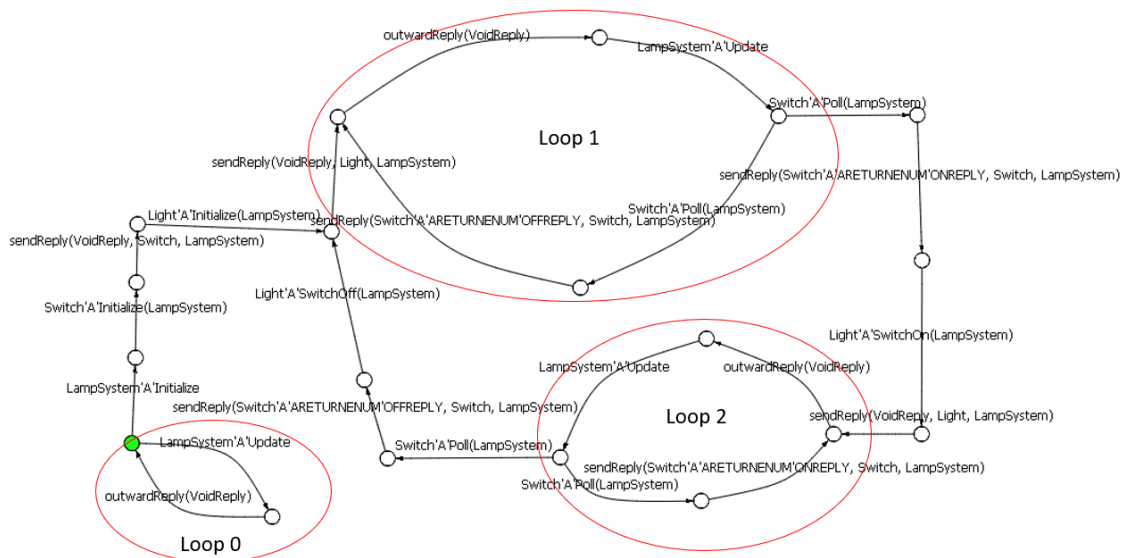 outwardReply(VoidReply)
LampSystem'A'Update
Switch'A'Poll(LampSystem)
Loop 1
sendReply(VoidReply, Light, LampSystem)
sendReply(Switch'A'ARETURNENUM'ONREPLY, Switch, LampSystem)
Switch'A'Poll(LampSystem)
Light'A'Initialize(LampSystem)
sendReply(Switch'A'ARETURNENUM'OFFREPLY, Switch, LampSystem)
sendReply(VoidReply, Switch, LampSystem)
Light'A'SwitchOff(LampSystem)
Switch'A'Initialize(LampSystem)
Light'A'SwitchOn(LampSystem)
LampSystem'A'Update
outwardReply(VoidReply)
LampSystem'A'Initialize
sendReply(Switch'A'ARETURNENUM'OFFREPLY, Switch, LampSystem)
Loop 2
sendReply(VoidReply, Light, LampSystem)
LampSystem'A'Update
Switch'A'Poll(LampSystem)
sendReply(Switch'A'ARETURNENUM'ONREPLY, Switch, LampSystem)
Switch'A'Poll(LampSystem)
outwardReply(VoidReply)
Loop 0